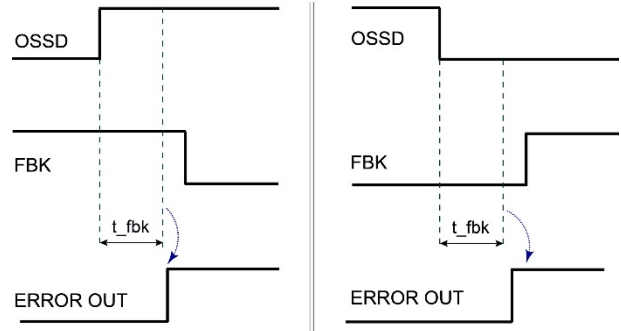 OSSD
FBK
t_fbk
ERROR OUT
OSSD
FBK
t_fbk
ERROR OUT